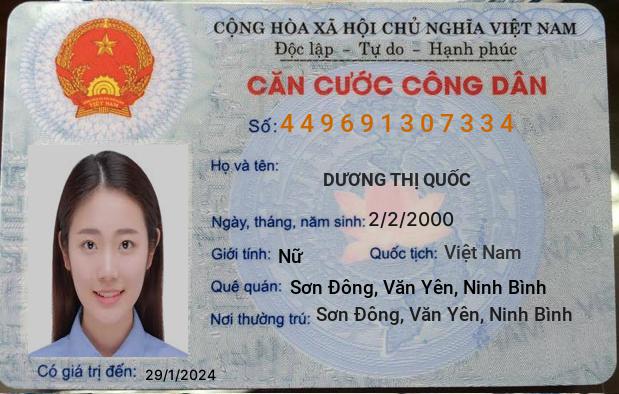 CỘNG HÒA XÃ HỘI CHỦ NGHĨA VIỆT NAM
Độc lập - Tự do - Hạnh phúc
CĂN CƯỚC CÔNG DÂN
Số: 449691307334
Họ và tên:
DƯƠNG THỊ QUỐC
Ngày, tháng, năm sinh: 2/2/2000
Giới tính: Nữ Quốc tịch: Việt Nam
Quê quán: Sơn Đông, Văn Yên, Ninh Bình
Nơi thường trú: Sơn Đông, Văn Yên, Ninh Bình
Có giá trị đến: 29/1/2024
VIỆT NAM